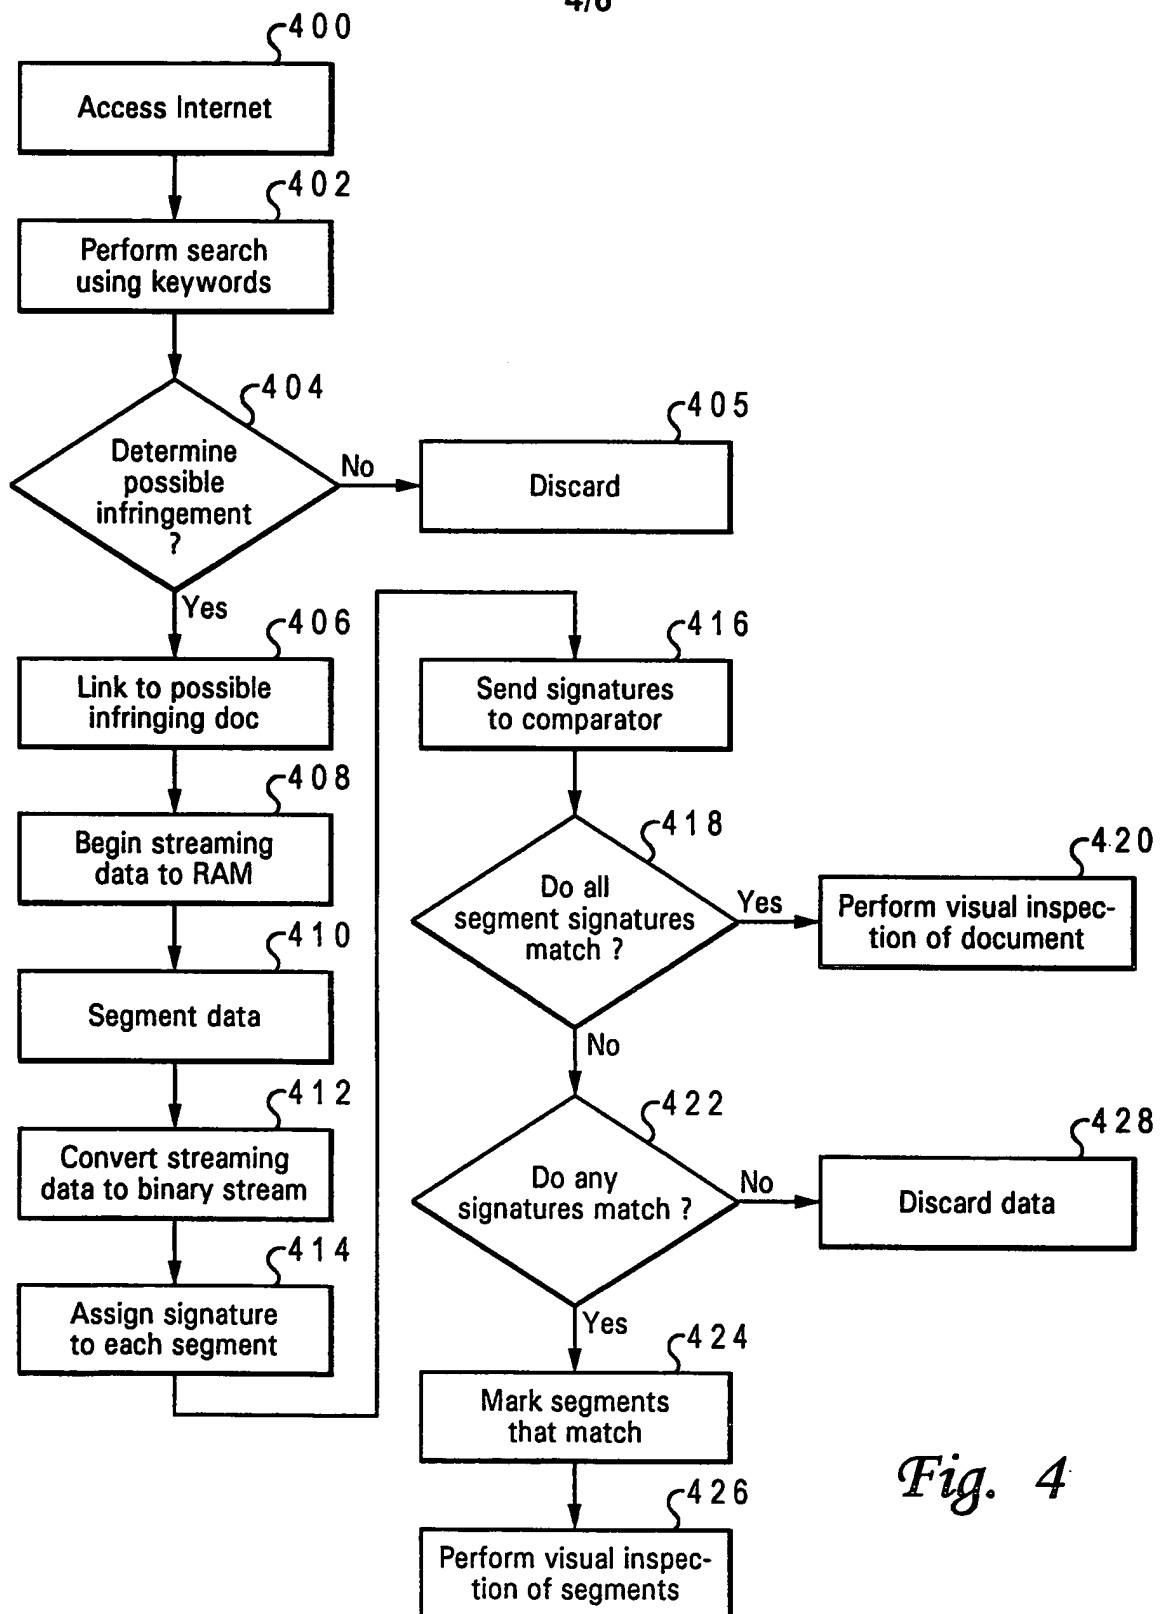 4/6
400
Access Internet
402
Perform search
using keywords
404
Determine
possible
infringement
?
No
405
Discard
Yes
406
Link to possible
infringing doc
408
Begin streaming
data to RAM
410
Segment data
412
Convert streaming
data to binary stream
414
Assign signature
to each segment
416
Send signatures
to comparator
418
Do all
segment signatures
match ?
Yes
420
Perform visual inspec-
tion of document
No
422
Do any
signatures match ?
No
428
Discard data
Yes
424
Mark segments
that match
426
Perform visual inspec-
tion of segments
Fig. 4